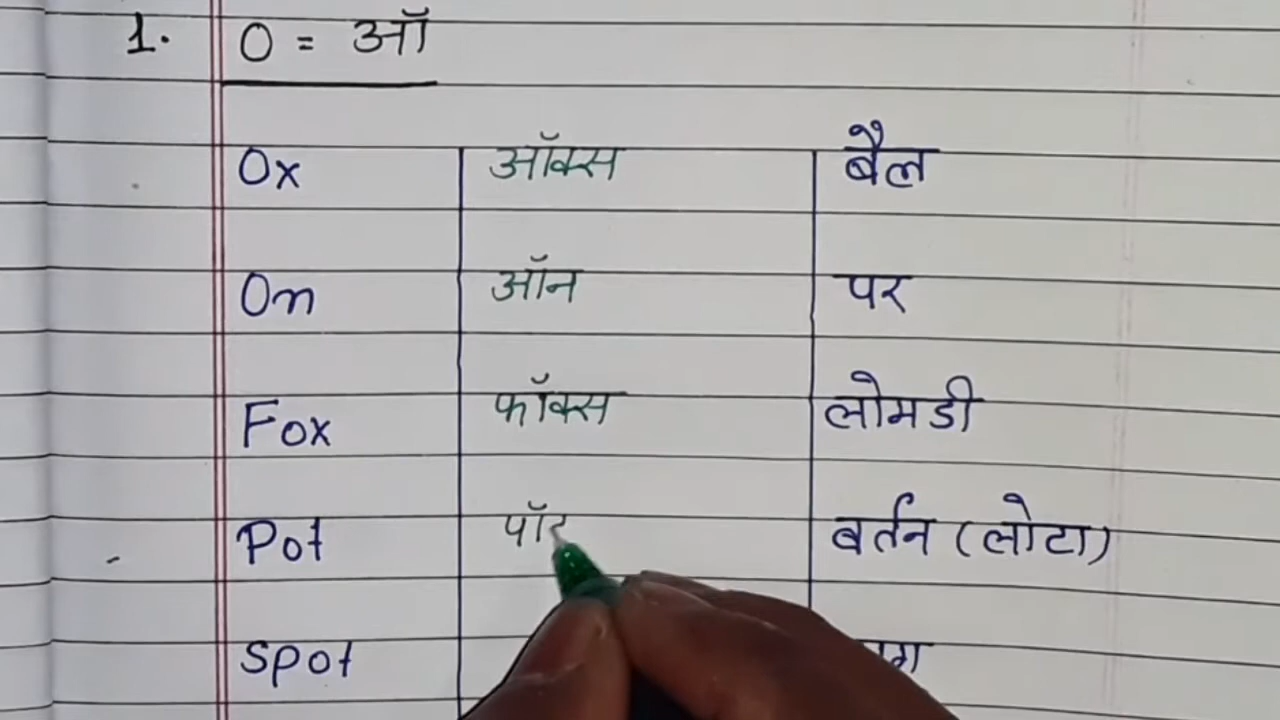 1. O = ऑ
Ox ऑक्स बैल
On ऑन पर
Fox फॉक्स लोमडी
Pot बर्तन (लोटा)
Spot